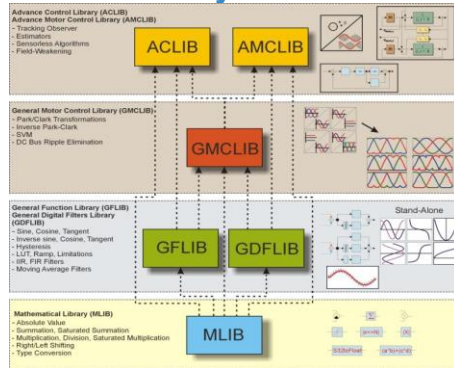 Advance Control Library (ACLIB)
Advance Motor Control Library (AMCLIB)
- Tracking Observer
- Estimators
- Sensorless Algorithms
- Field-Weakening
ACLIB
AMCLIB
General Motor Control Library (GMCLIB)
- Park/Clark Transformations
- Inverse Park-Clark
- SVM
- DC Bus Ripple Elimination
GMCLIB
General Function Library (GFLIB)
General Digital Filters Library
(GDFLIB)
- Sine, Cosine, Tangent
- Inverse sine, Cosine, Tangent
- Hysteresis
- LUT, Ramp, Limitations
- IIR, FIR Filters
- Moving Average Filters
GFLIB
GDFLIB
Stand-Alone
Mathematical Library (MLIB)
- Absolute Value
- Summation, Saturated Summation
- Multiplication, Division, Saturated Multiplication
- Right/Left Shifting
- Type Conversion
MLIB